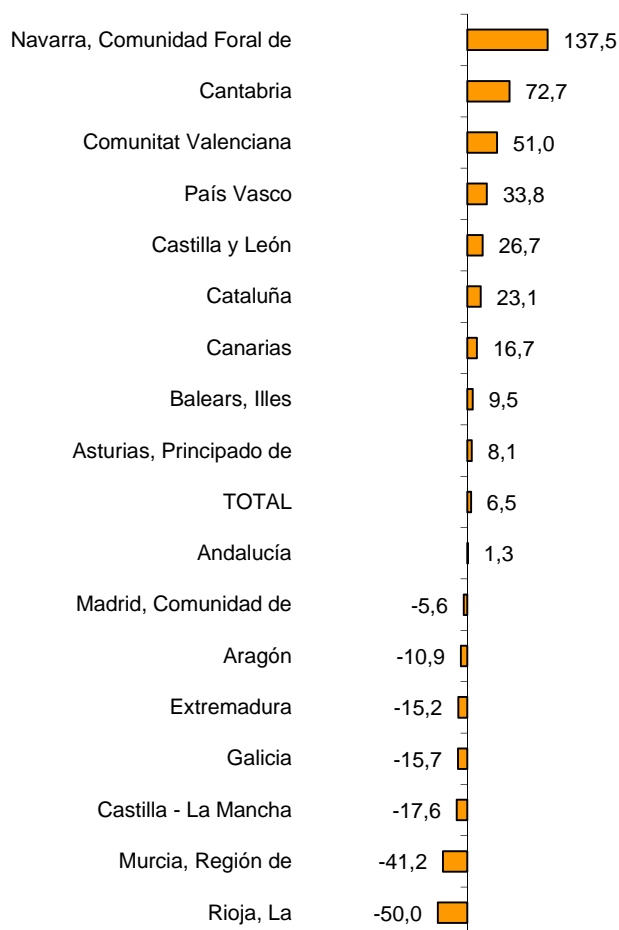 Navarra, Comunidad Foral de 137,5
Cantabria 72,7
Comunitat Valenciana 51,0
País Vasco 33,8
Castilla y León 26,7
Cataluña 23,1
Canarias 16,7
Balears, Illes 9,5
Asturias, Principado de 8,1
TOTAL 6,5
Andalucía 1,3
Madrid, Comunidad de -5,6
Aragón -10,9
Extremadura -15,2
Galicia -15,7
Castilla - La Mancha -17,6
Murcia, Región de -41,2
Rioja, La -50,0